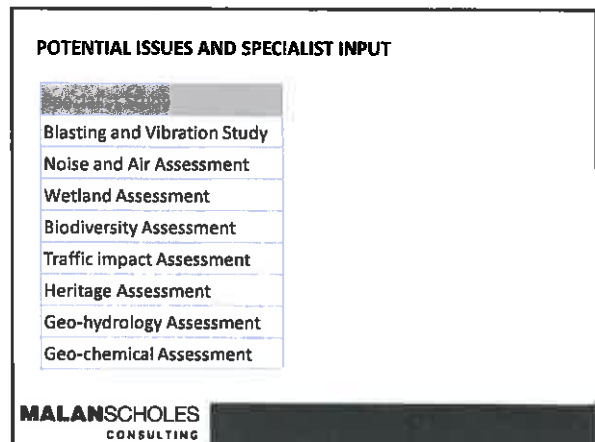 POTENTIAL ISSUES AND SPECIALIST INPUT
Blasting and Vibration Study
Noise and Air Assessment
Wetland Assessment
Biodiversity Assessment
Traffic impact Assessment
Heritage Assessment
Geo-hydrology Assessment
Geo-chemical Assessment
MALANSCHOLES
CONSULTING